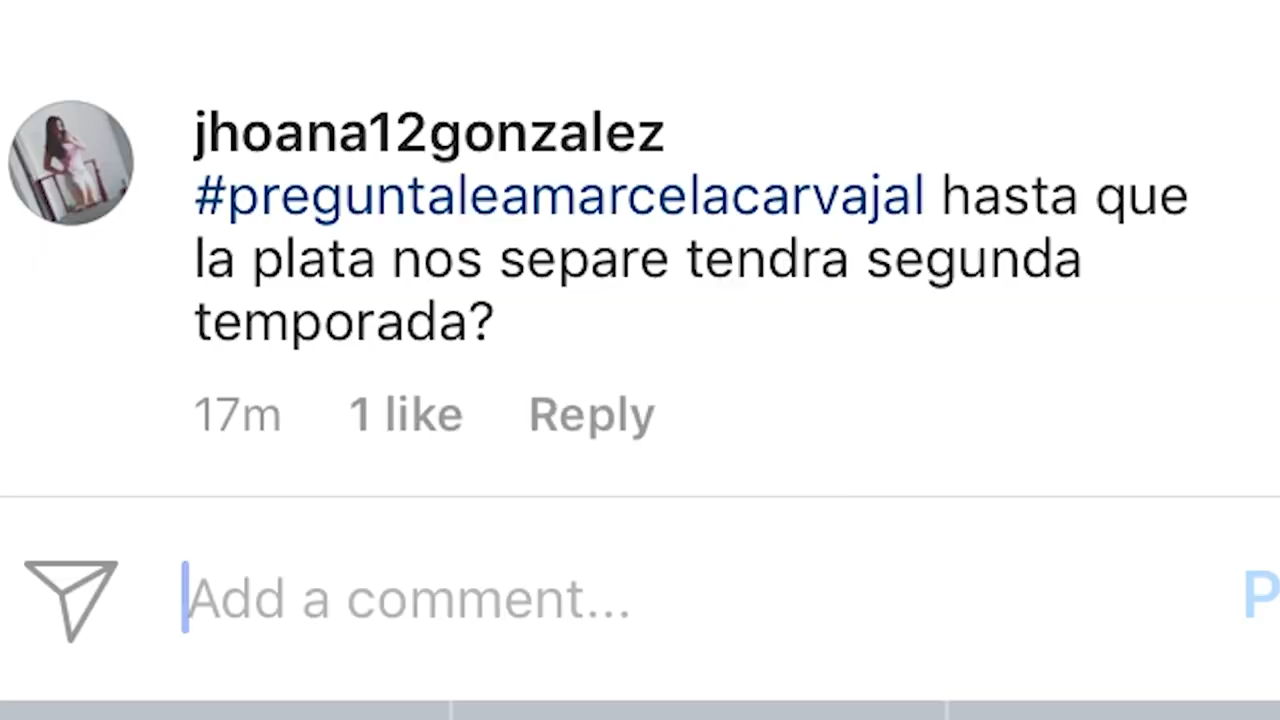 jhoana12gonzalez
#preguntaleamarcelacarvajal hasta que
la plata nos separe tendra segunda
temporada?
17m 1 like Reply
Add a comment...
P